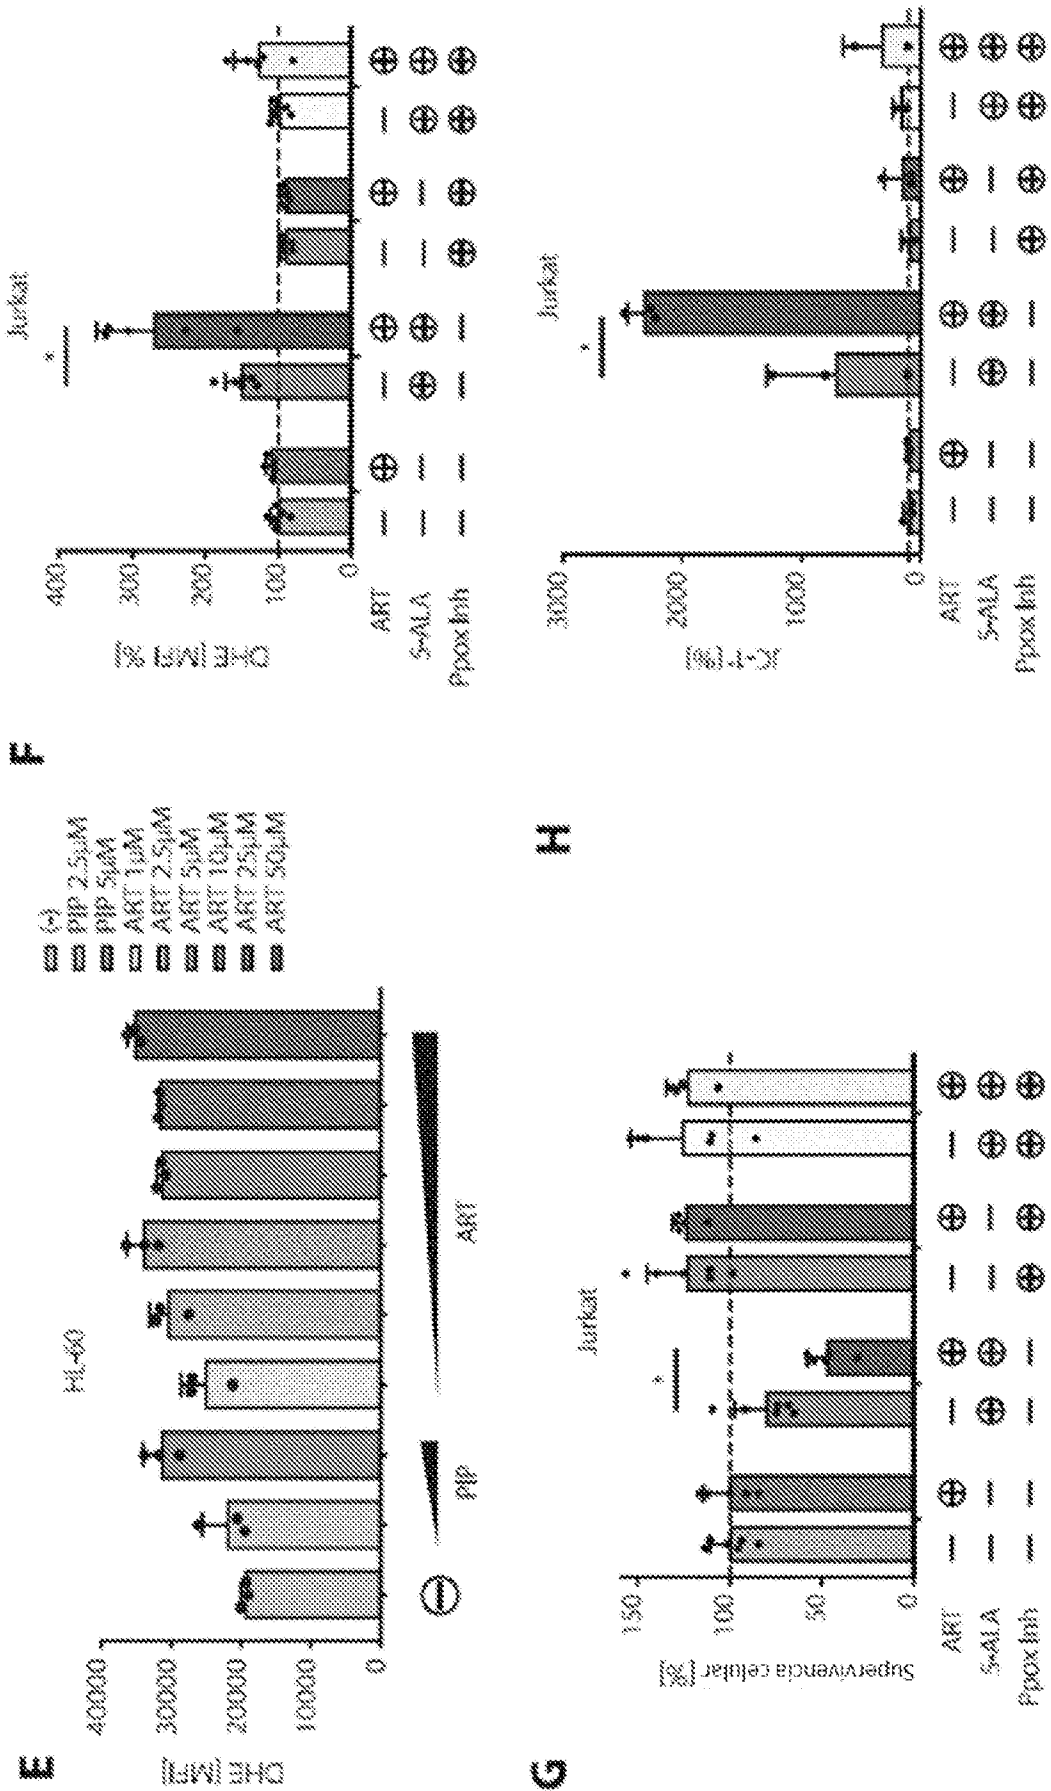 E
HL-60
DHE [MFI]
40000
30000
20000
10000
0
PIP
ART
(-)
PIP 2.5µM
PIP 5µM
ART 1µM
ART 2.5µM
ART 5µM
ART 10µM
ART 25µM
ART 50µM
F
Jurkat
*
DHE [MFI %]
400
300
200
100
0
ART − + − + − + − +
5-ALA − − + + − − + +
Ppox Inh − − − − + + + +
G
Jurkat
*
Supervivencia celular [%]
150
100
50
0
ART − + − + − + − +
5-ALA − − + + − − + +
Ppox Inh − − − − + + + +
H
Jurkat
*
3000
2000
1000
0
ART − + − + − + − +
5-ALA − − + + − − + +
Ppox Inh − − − − + + + +